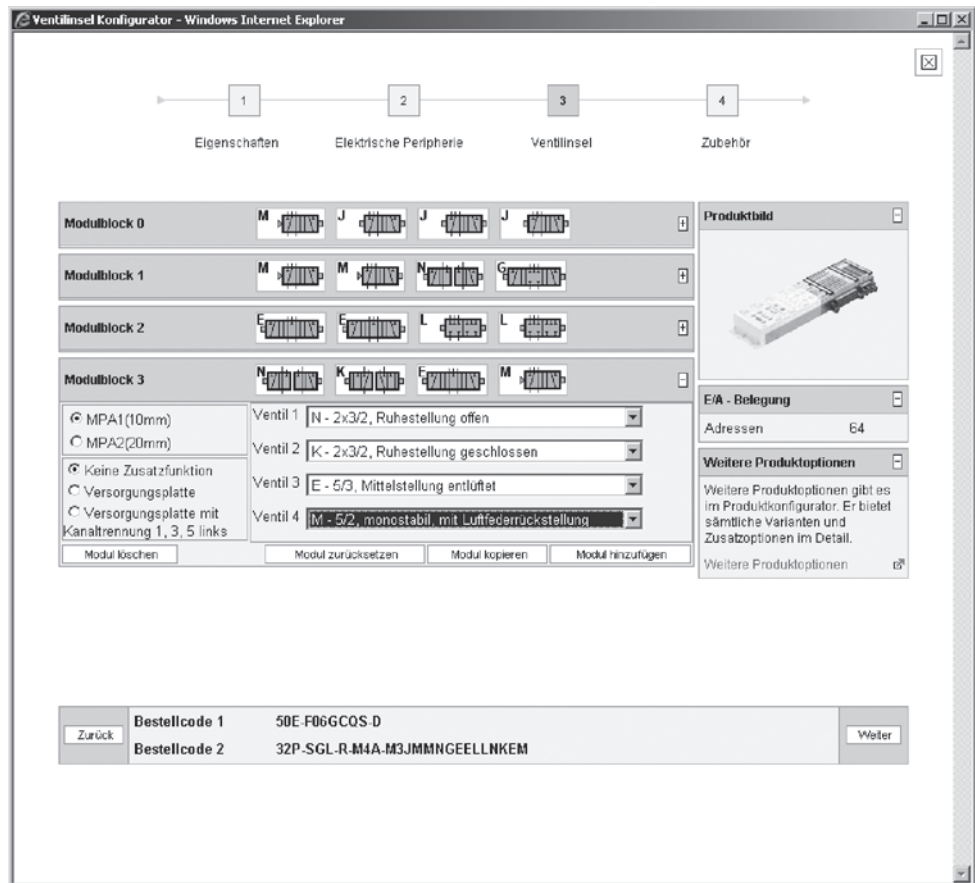 Ventilinsel Konfigurator - Windows Internet Explorer
1
2
3
4
Eigenschaften
Elektrische Peripherie
Ventilinsel
Zubehör
Modulblock 0
M
J
J
J
Modulblock 1
M
M
N
G
Modulblock 2
E
E
L
L
Modulblock 3
N
K
E
M
MPA1(10mm)
MPA2(20mm)
Keine Zusatzfunktion
Versorgungsplatte
Versorgungsplatte mit
Kanaltrennung 1, 3, 5 links
Ventil 1 N - 2x3/2, Ruhestellung offen
Ventil 2 K - 2x3/2, Ruhestellung geschlossen
Ventil 3 E - 5/3, Mittelstellung entlüftet
Ventil 4 M - 5/2, monostabil, mit Luftfederrückstellung
Modul löschen
Modul zurücksetzen
Modul kopieren
Modul hinzufügen
Produktbild
E/A - Belegung
Adressen 64
Weitere Produktoptionen
Weitere Produktoptionen gibt es
im Produktkonfigurator. Er bietet
sämtliche Varianten und
Zusatzoptionen im Detail.
Weitere Produktoptionen
Zurück
Bestellcode 1 50E-F06GCQS-D
Bestellcode 2 32P-SGL-R-M4A-M3JMMNGEELLNKEM
Weiter